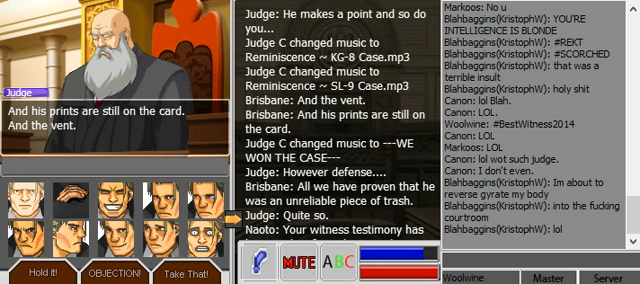 Judge
And his prints are still on the card.
And the vent.
Hold it!
OBJECTION!
Take That!
Judge: He makes a point and so do
you...
Judge C changed music to
Reminiscence ~ KG-8 Case.mp3
Judge C changed music to
Reminiscence ~ SL-9 Case.mp3
Brisbane: And the vent.
Brisbane: And his prints are still on
the card.
Judge C changed music to ---WE
WON THE CASE---
Judge: However defense....
Brisbane: All we have proven that he
was an unreliable piece of trash.
Judge: Quite so.
Naoto: Your witness testimony has
MUTE
ABC
Markoos: No u
Blahbaggins(KristophW): YOU'RE
INTELLIGENCE IS BLONDE
Blahbaggins(KristophW): #REKT
Blahbaggins(KristophW): #SCORCHED
Blahbaggins(KristophW): that was a
terrible insult
Blahbaggins(KristophW): holy shit
Canon: lol Blah.
Canon: LOL.
Woolwine: #BestWitness2014
Canon: LOL
Markoos: LOL
Canon: lol wot such judge.
Canon: I don't even.
Blahbaggins(KristophW): Im about to
reverse gyrate my body
Blahbaggins(KristophW): into the fucking
courtroom
Blahbaggins(KristophW): lol
Woolwine
Master
Server